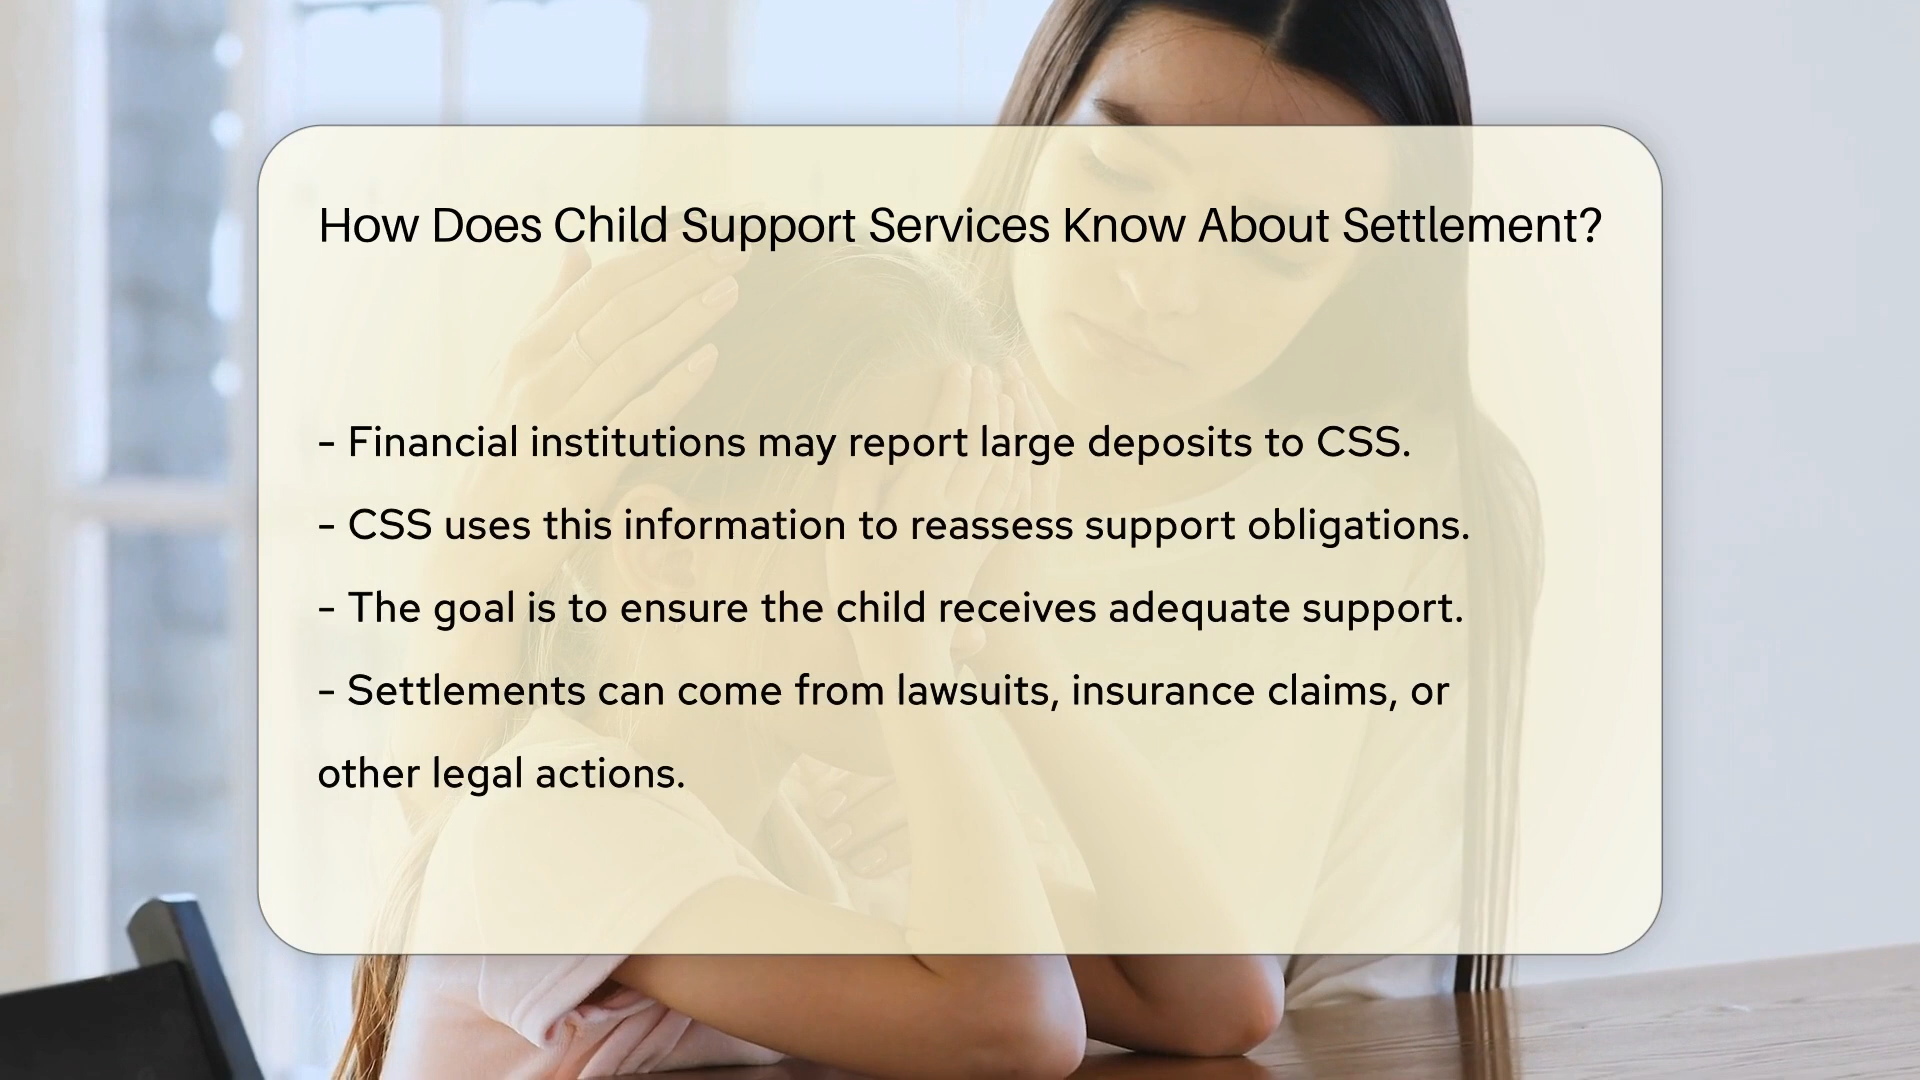 How Does Child Support Services Know About Settlement?
- Financial institutions may report large deposits to CSS.
- CSS uses this information to reassess support obligations.
- The goal is to ensure the child receives adequate support.
- Settlements can come from lawsuits, insurance claims, or
other legal actions.